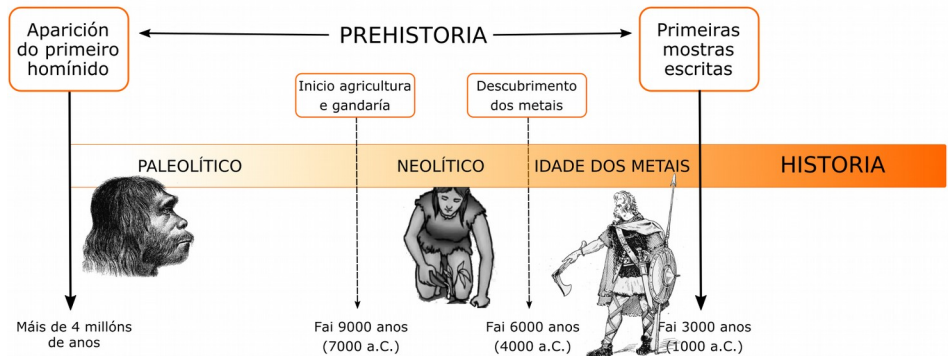 Aparición
do primeiro
homínido
PREHISTORIA
Primeiras
mostras
escritas
Inicio agricultura
e gandaría
Descubrimento
dos metais
PALEOLÍTICO
NEOLÍTICO
IDADE DOS METAIS
HISTORIA
Máis de 4 millóns
de anos
Fai 9000 anos
(7000 a.C.)
Fai 6000 anos
(4000 a.C.)
Fai 3000 anos
(1000 a.C.)